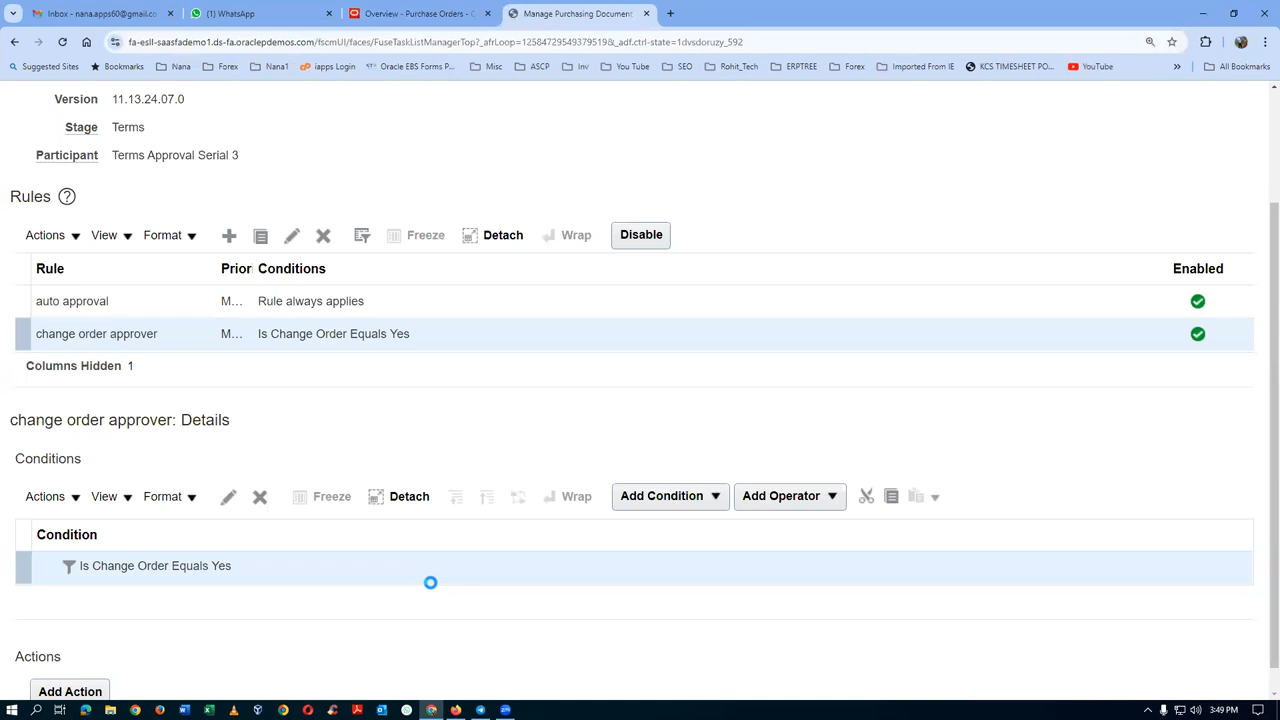 Inbox - nana.apps60@gmail.co
(1) WhatsApp
Overview - Purchase Orders - O
Manage Purchasing Document
fa-esll-saasfademo1.ds-fa.oraclepdemos.com/fscmUI/faces/FuseTaskListManagerTop?_afrLoop=12584729549379519&_adf.ctrl-state=1dvsdoruzy_592
Suggested Sites
Bookmarks
Nana
Forex
Nana1
iapps Login
Oracle EBS Forms P...
Misc
ASCP
Inv
You Tube
SEO
Rohit_Tech
ERPTREE
Forex
Imported From IE
KCS TIMESHEET PO...
YouTube
»
All Bookmarks
Version 11.13.24.07.0
Stage Terms
Participant Terms Approval Serial 3
Rules ?
Actions View Format Freeze Detach Wrap Disable
Rule Prior Conditions Enabled
auto approval M... Rule always applies
change order approver M... Is Change Order Equals Yes
Columns Hidden 1
change order approver: Details
Conditions
Actions View Format Freeze Detach Wrap Add Condition Add Operator
Condition
Is Change Order Equals Yes
Actions
Add Action
3:49 PM